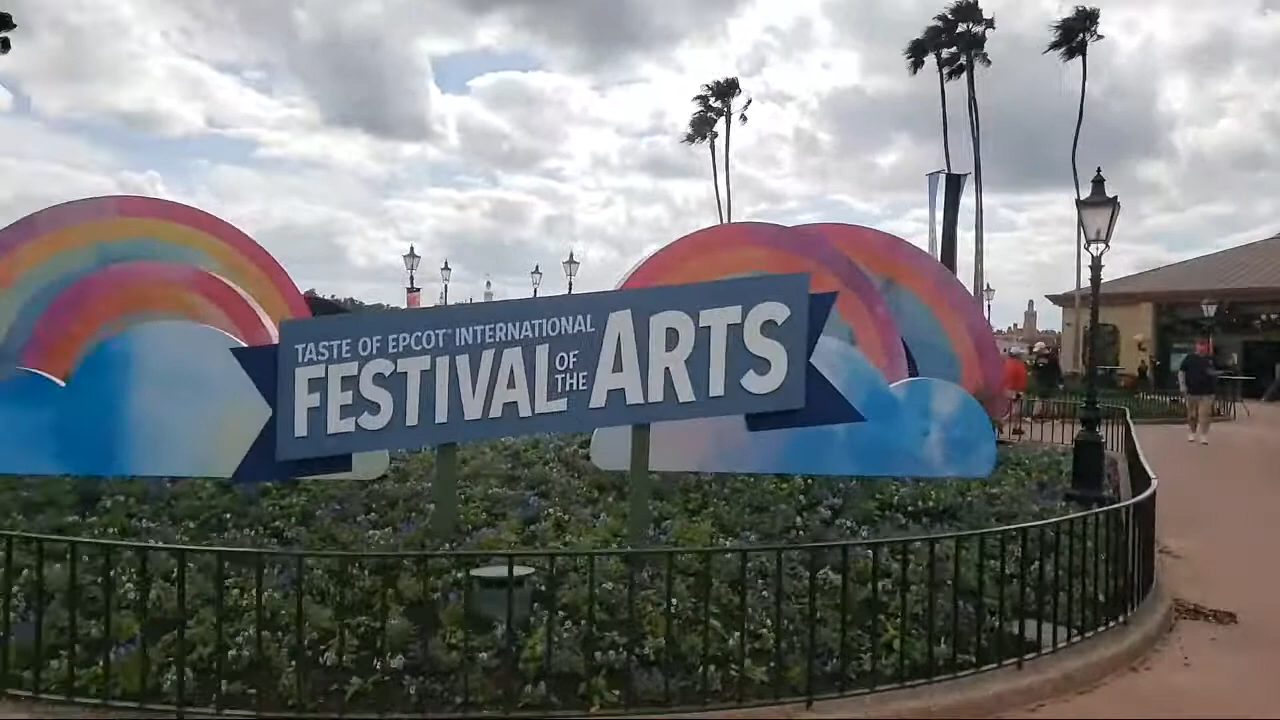 TASTE OF EPCOT INTERNATIONAL
FESTIVAL OF THE ARTS